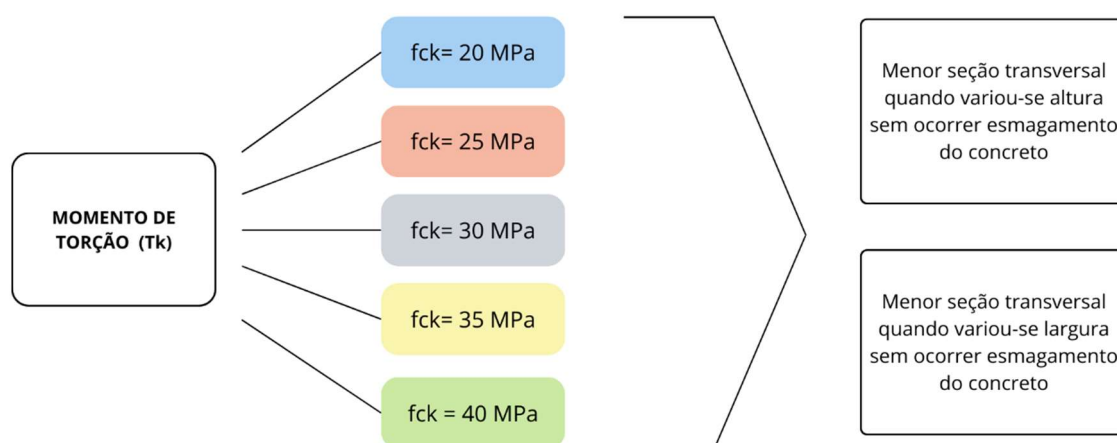 MOMENTO DE
TORÇÃO (Tk)
fck= 20 MPa
fck= 25 MPa
fck= 30 MPa
fck= 35 MPa
fck = 40 MPa
Menor seção transversal
quando variou-se altura
sem ocorrer esmagamento
do concreto
Menor seção transversal
quando variou-se largura
sem ocorrer esmagamento
do concreto